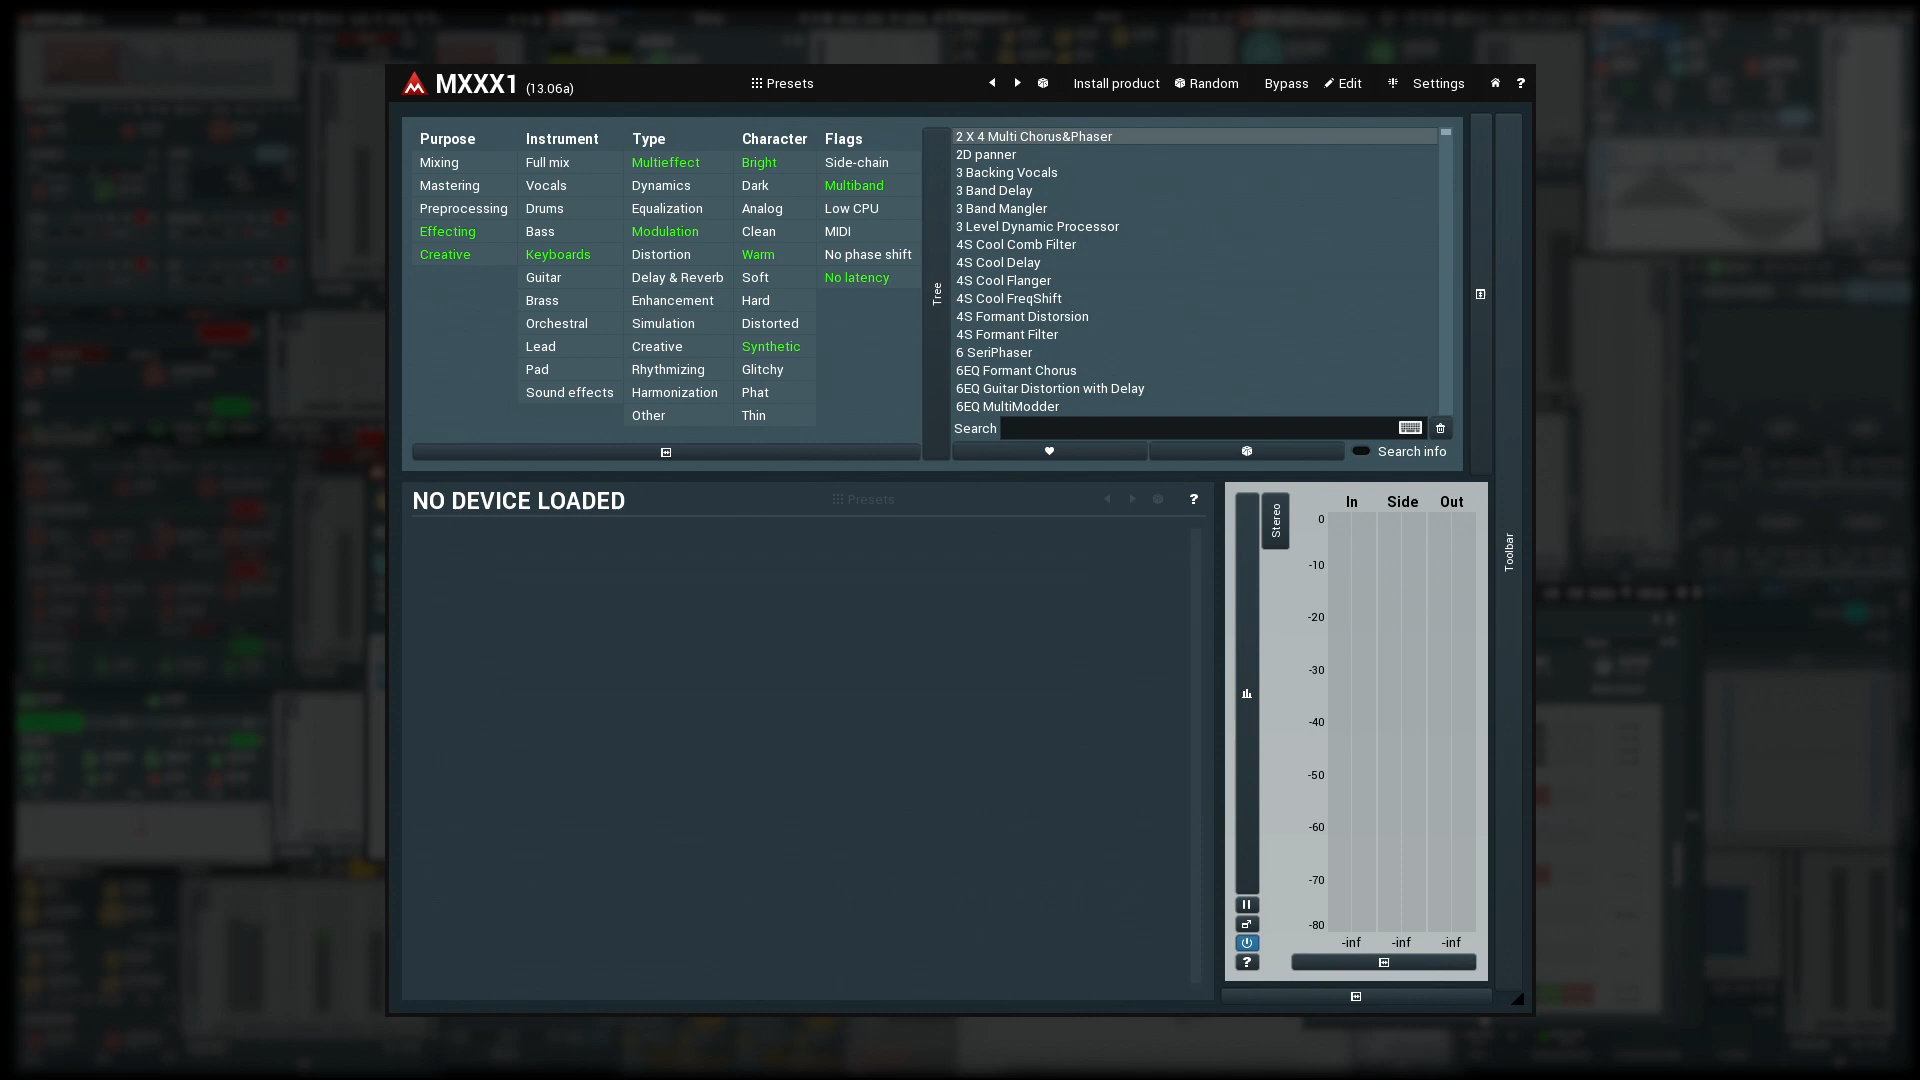 MXXX1 (13.06a)
Presets
Install product
Random
Bypass
Edit
Settings
?
Purpose
Mixing
Mastering
Preprocessing
Effecting
Creative
Instrument
Full mix
Vocals
Drums
Bass
Keyboards
Guitar
Brass
Orchestral
Lead
Pad
Sound effects
Type
Multieffect
Dynamics
Equalization
Modulation
Distortion
Delay & Reverb
Enhancement
Simulation
Creative
Rhythmizing
Harmonization
Other
Character
Bright
Dark
Analog
Clean
Warm
Soft
Hard
Distorted
Synthetic
Glitchy
Phat
Thin
Flags
Side-chain
Multiband
Low CPU
MIDI
No phase shift
No latency
Tree
2 X 4 Multi Chorus&Phaser
2D panner
3 Backing Vocals
3 Band Delay
3 Band Mangler
3 Level Dynamic Processor
4S Cool Comb Filter
4S Cool Delay
4S Cool Flanger
4S Cool FreqShift
4S Formant Distorsion
4S Formant Filter
6 SeriPhaser
6EQ Formant Chorus
6EQ Guitar Distortion with Delay
6EQ MultiModder
Search
Search info
NO DEVICE LOADED
Presets
?
Stereo
In Side Out
0
-10
-20
-30
-40
-50
-60
-70
-80
-inf -inf -inf
?
Toolbar